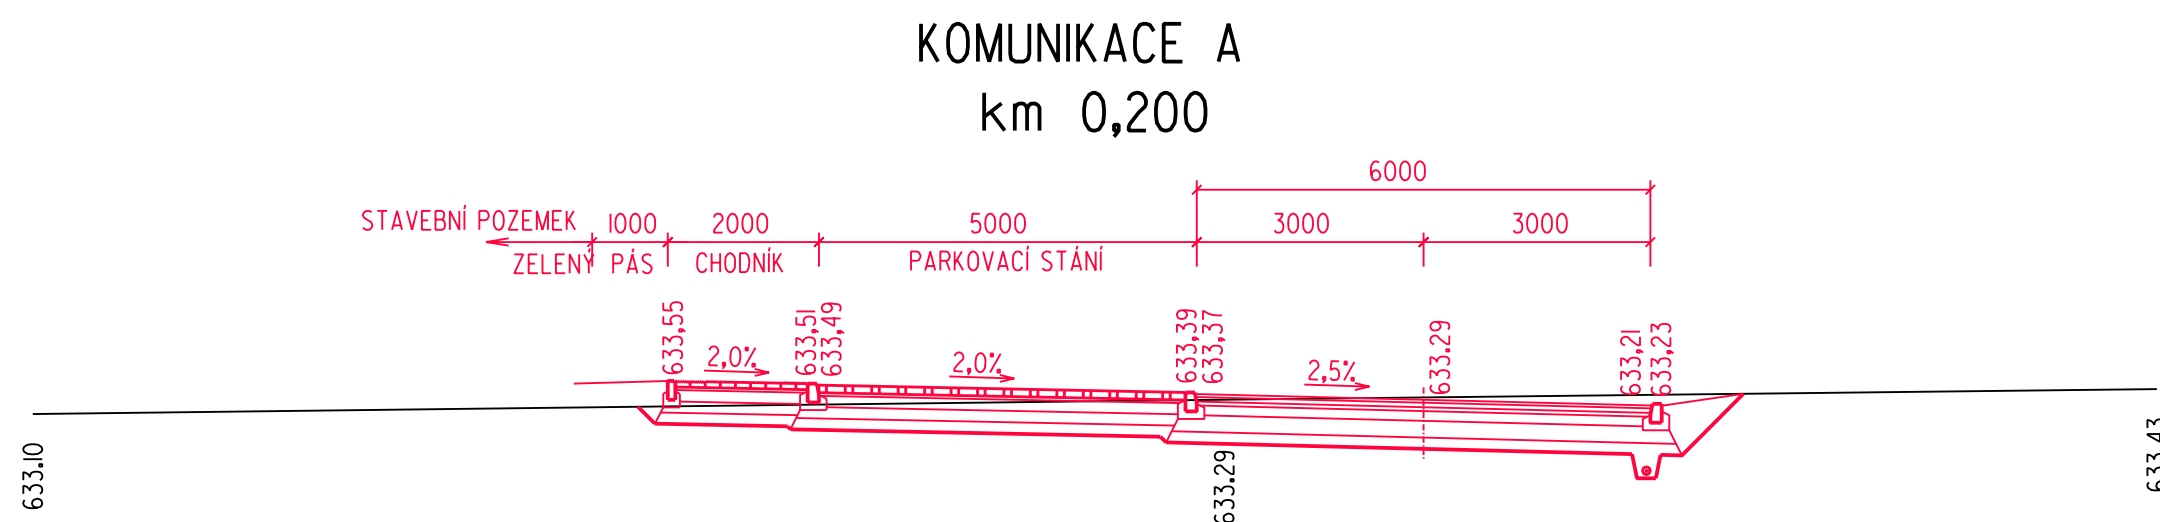 KOMUNIKACE A
km 0,200
6000
STAVEBNÍ POZEMEK 1000 2000 5000 3000 3000
ZELENÝ PÁS CHODNÍK PARKOVACÍ STÁNÍ
633,55 633,51 633,49 633,39 633,37 633.29 633,21 633,23
2,0% 2,0% 2,5%
633.10 633.29 633.43